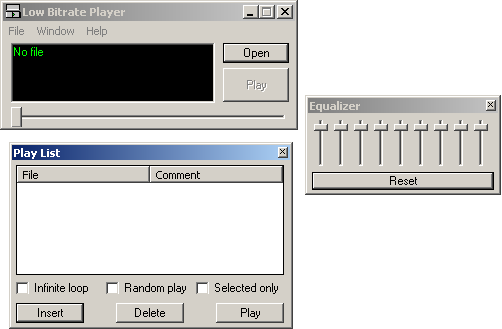 Low Bitrate Player
File Window Help
No file
Open
Play
Equalizer
Reset
Play List
File Comment
Infinite loop Random play Selected only
Insert Delete Play